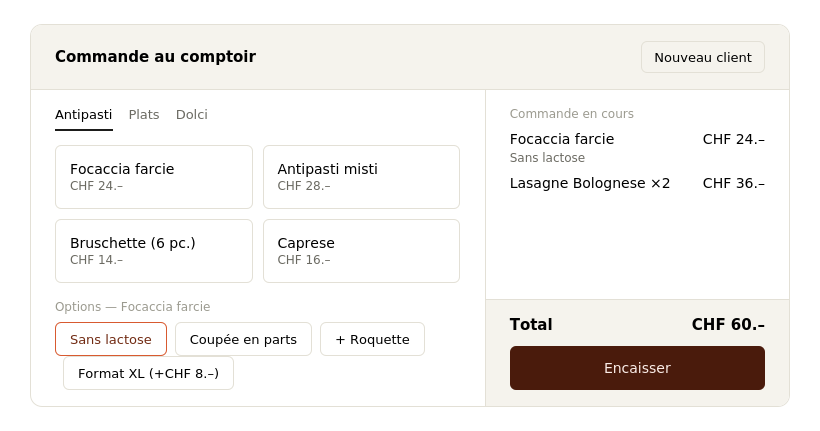 Commande au comptoir
Nouveau client
Antipasti Plats Dolci
Focaccia farcie
CHF 24.–
Antipasti misti
CHF 28.–
Bruschette (6 pc.)
CHF 14.–
Caprese
CHF 16.–
Options — Focaccia farcie
Sans lactose
Coupée en parts
+ Roquette
Format XL (+CHF 8.–)
Commande en cours
Focaccia farcie CHF 24.–
Sans lactose
Lasagne Bolognese ×2 CHF 36.–
Total CHF 60.–
Encaisser